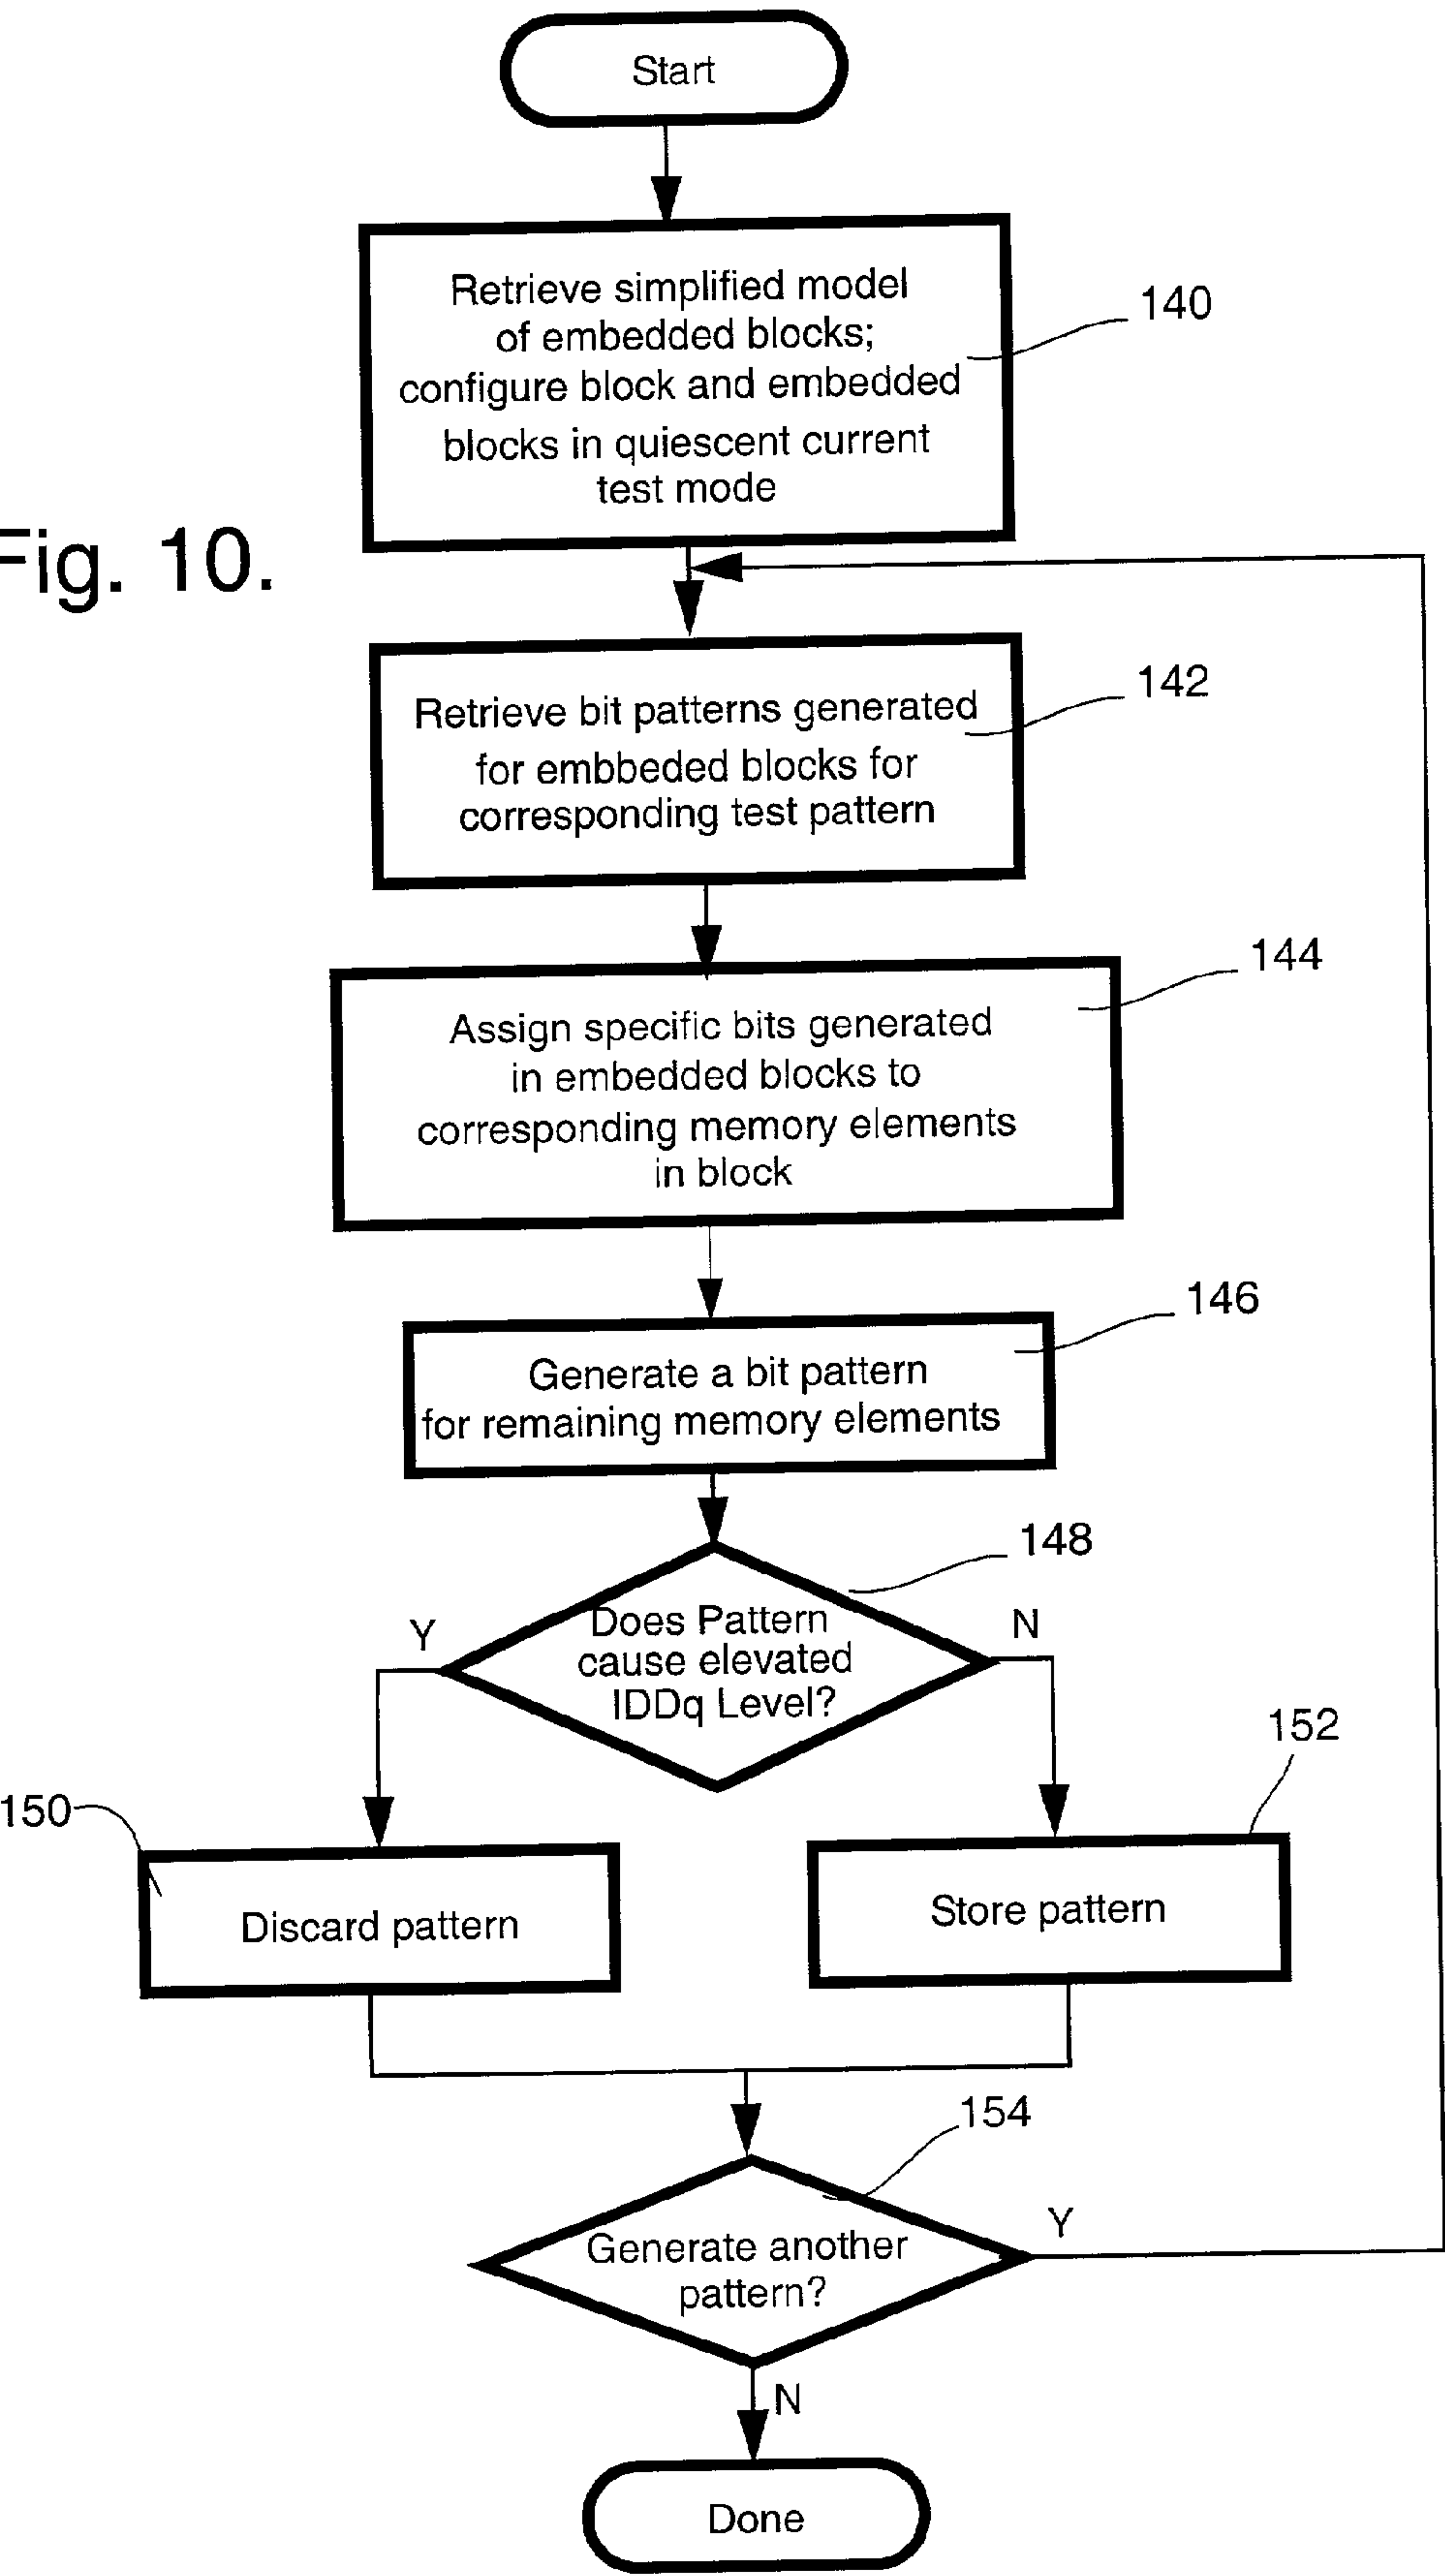 Start
Retrieve simplified model
of embedded blocks;
configure block and embedded
blocks in quiescent current
test mode
140
Fig. 10.
Retrieve bit patterns generated
for embbeded blocks for
corresponding test pattern
142
Assign specific bits generated
in embedded blocks to
corresponding memory elements
in block
144
Generate a bit pattern
for remaining memory elements
146
Does Pattern
cause elevated
IDDq Level?
148
Y
N
150
Discard pattern
152
Store pattern
154
Generate another
pattern?
Y
N
Done